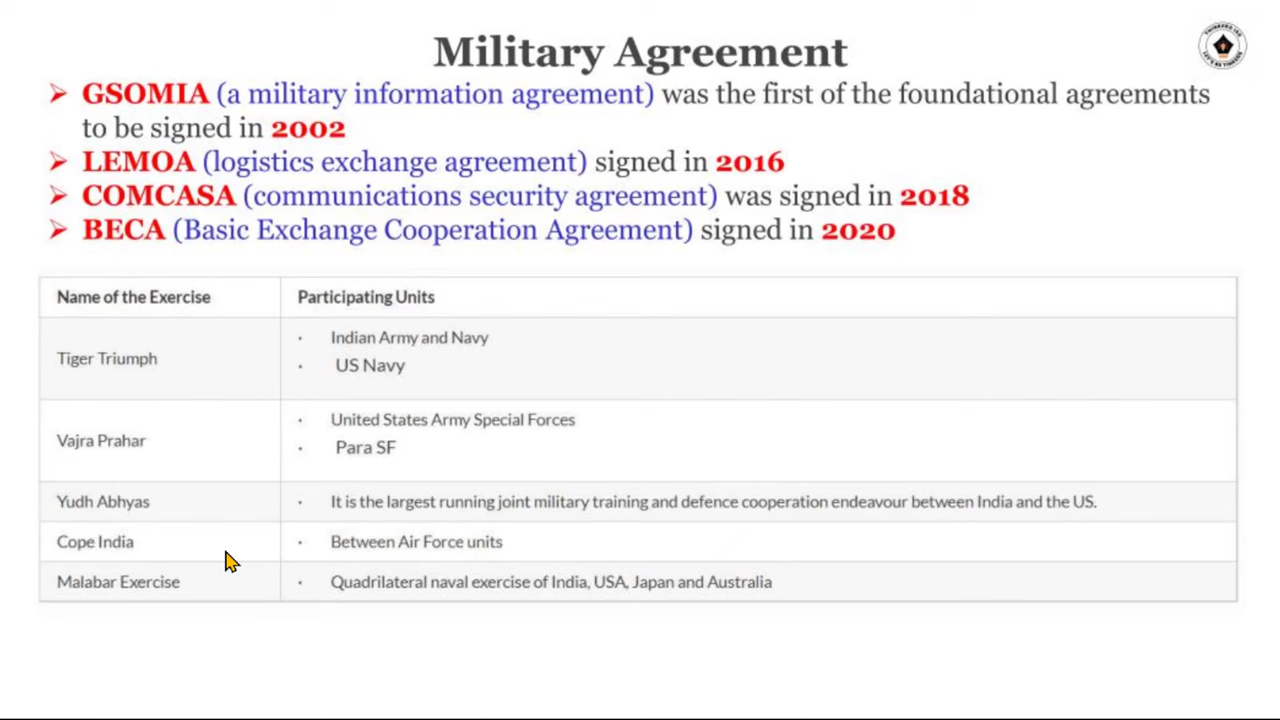 Military Agreement
➢ GSOMIA (a military information agreement) was the first of the foundational agreements
to be signed in 2002
➢ LEMOA (logistics exchange agreement) signed in 2016
➢ COMCASA (communications security agreement) was signed in 2018
➢ BECA (Basic Exchange Cooperation Agreement) signed in 2020
Name of the Exercise Participating Units
Tiger Triumph
· Indian Army and Navy
· US Navy
Vajra Prahar
· United States Army Special Forces
· Para SF
Yudh Abhyas · It is the largest running joint military training and defence cooperation endeavour between India and the US.
Cope India · Between Air Force units
Malabar Exercise · Quadrilateral naval exercise of India, USA, Japan and Australia